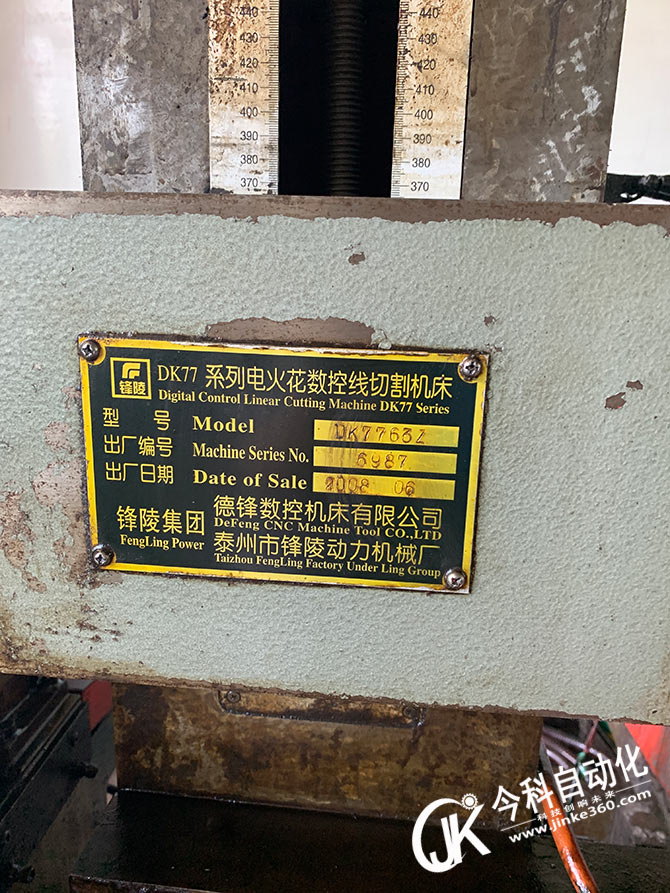 440 440
430 430
420 420
410 410
400 400
390 390
380 380
370 370
锋陵
DK77 系列电火花数控线切割机床
Digital Control Linear Cutting Machine DK77 Series
型 号 Model DK7763Z
出厂编号 Machine Series No. 6987
出厂日期 Date of Sale 2008 06
锋陵集团 德锋数控机床有限公司
FengLing Power DeFeng CNC Machine Tool CO.,LTD
泰州市锋陵动力机械厂
Taizhou FengLing Factory Under Ling Group
JK 今科自动化
科技创响未来
www.jinke360.com